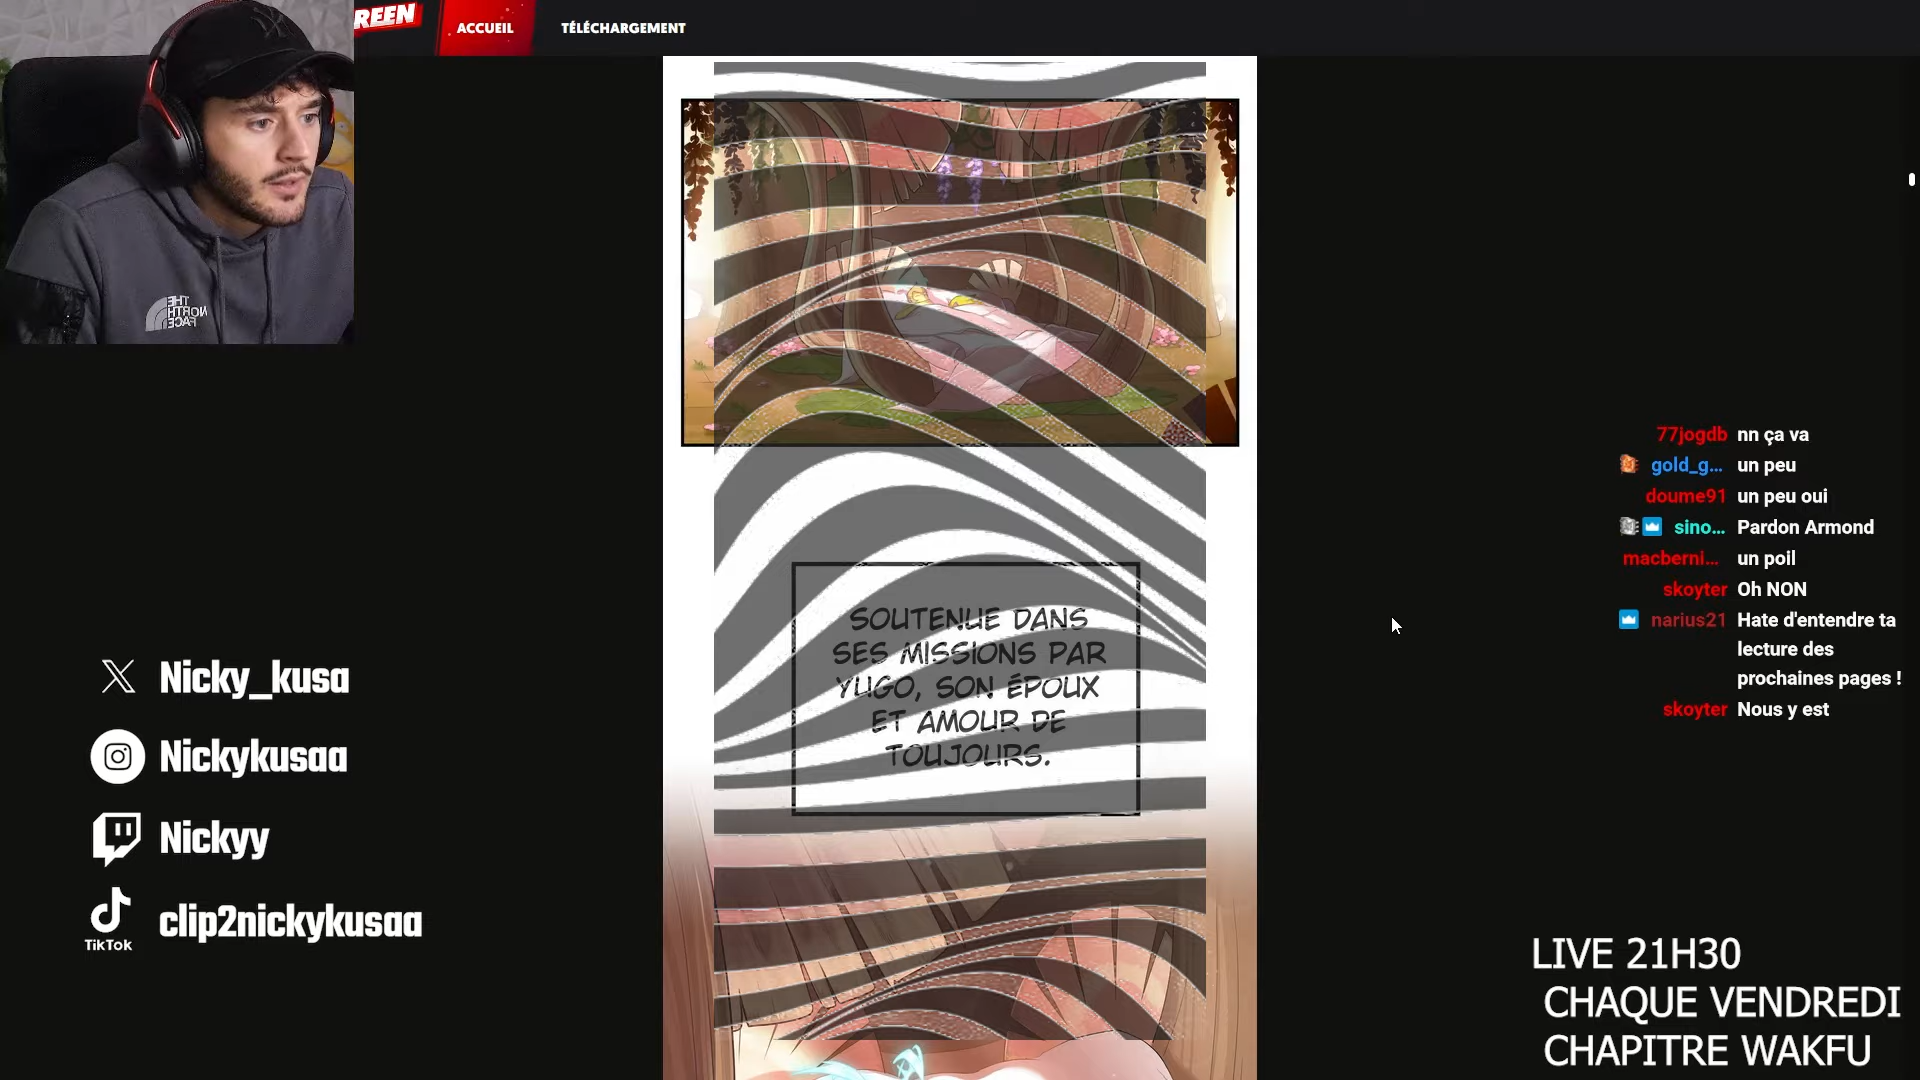 REEN
ACCUEIL
TÉLÉCHARGEMENT
THE
NORTH
FACE
SOUTENUE DANS
SES MISSIONS PAR
YUGO, SON ÉPOUX
ET AMOUR DE
TOUJOURS.
77jogdb nn ça va
gold_g... un peu
doume91 un peu oui
sino... Pardon Armond
macberni... un poil
skoyter Oh NON
narius21 Hate d'entendre ta
lecture des
prochaines pages !
skoyter Nous y est
Nicky_kusa
Nickykusaa
Nickyy
TikTok
clip2nickykusaa
LIVE 21H30
CHAQUE VENDREDI
CHAPITRE WAKFU